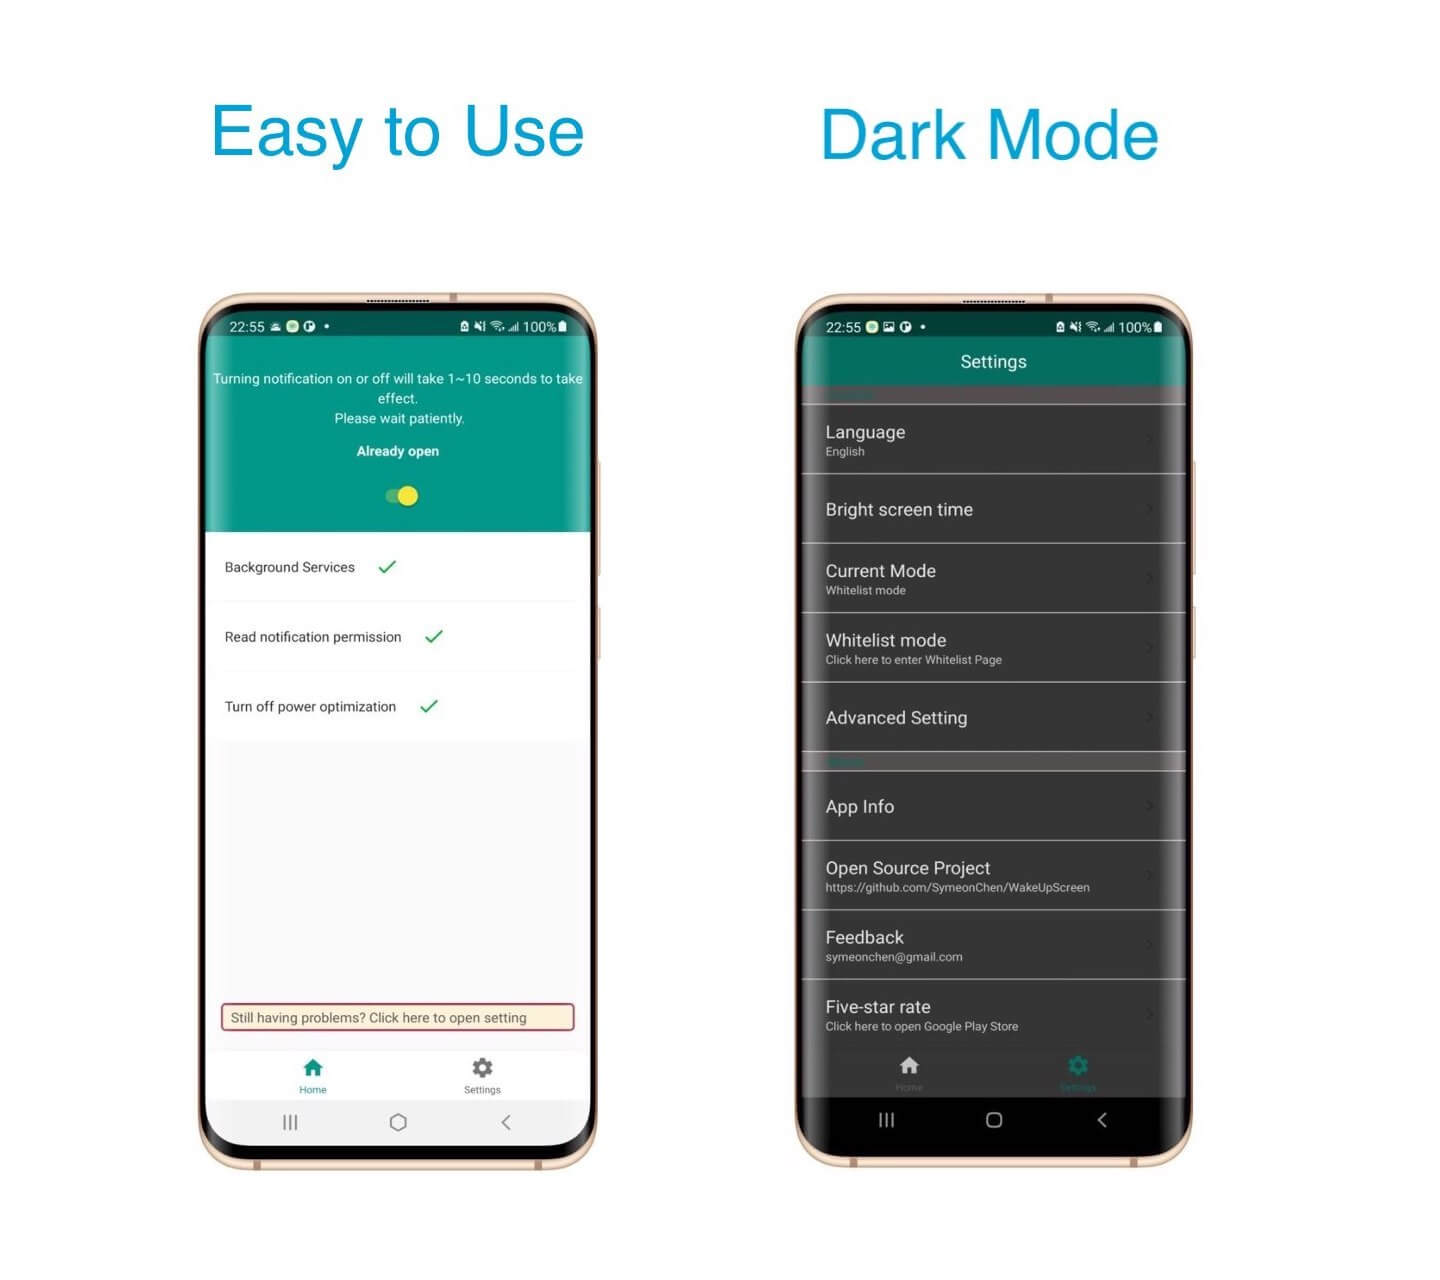 Easy to Use
Dark Mode
22:55
100%
Turning notification on or off will take 1~10 seconds to take
effect.
Please wait patiently.
Already open
Background Services
Read notification permission
Turn off power optimization
Still having problems? Click here to open setting
Home
Settings
22:55
100%
Settings
Language
English
Bright screen time
Current Mode
Whitelist mode
Whitelist mode
Click here to enter Whitelist Page
Advanced Setting
App Info
Open Source Project
https://github.com/SymeonChen/WakeUpScreen
Feedback
symeonchen@gmail.com
Five-star rate
Click here to open Google Play Store
Home
Settings